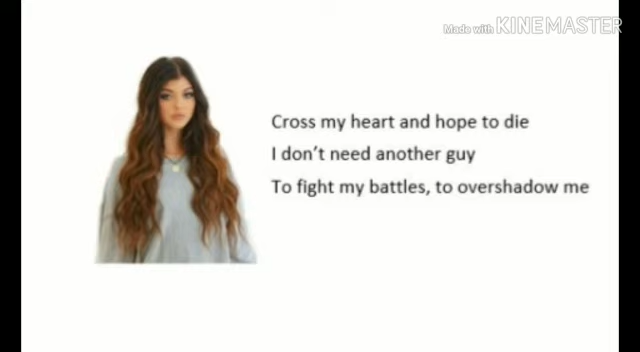 Made with KINEMASTER
Cross my heart and hope to die
I don't need another guy
To fight my battles, to overshadow me